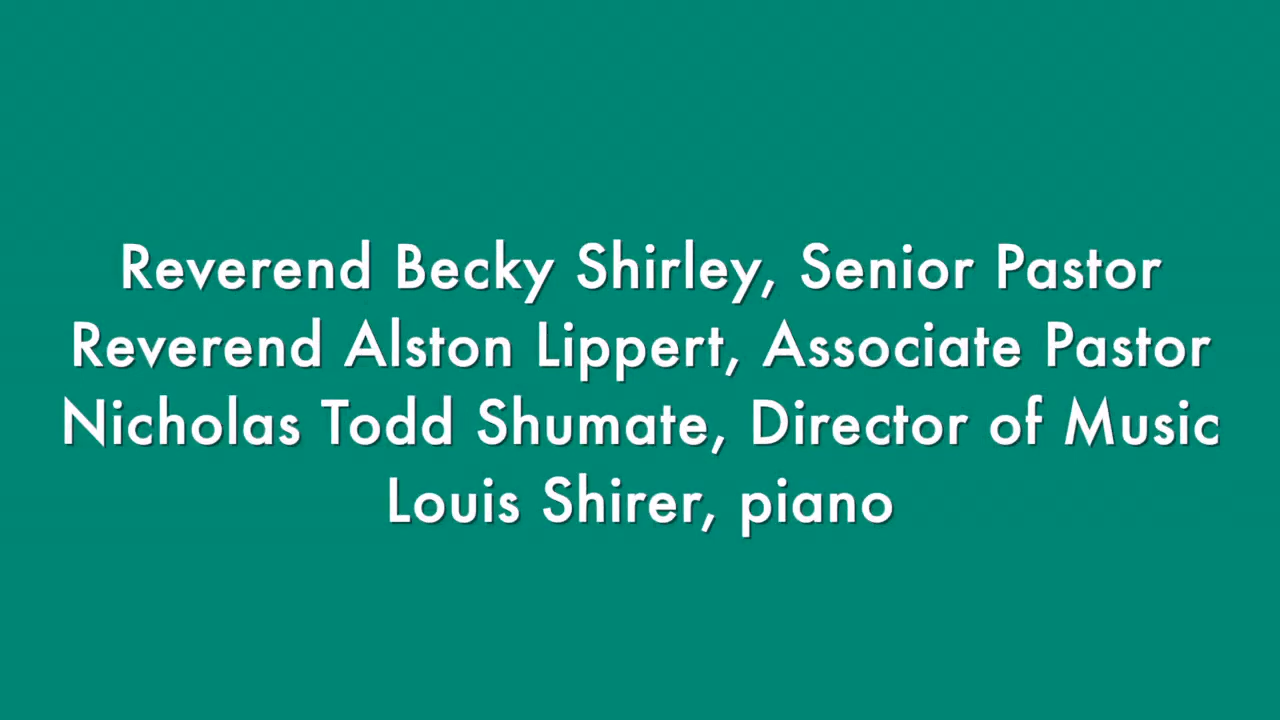 Reverend Becky Shirley, Senior Pastor
Reverend Alston Lippert, Associate Pastor
Nicholas Todd Shumate, Director of Music
Louis Shirer, piano